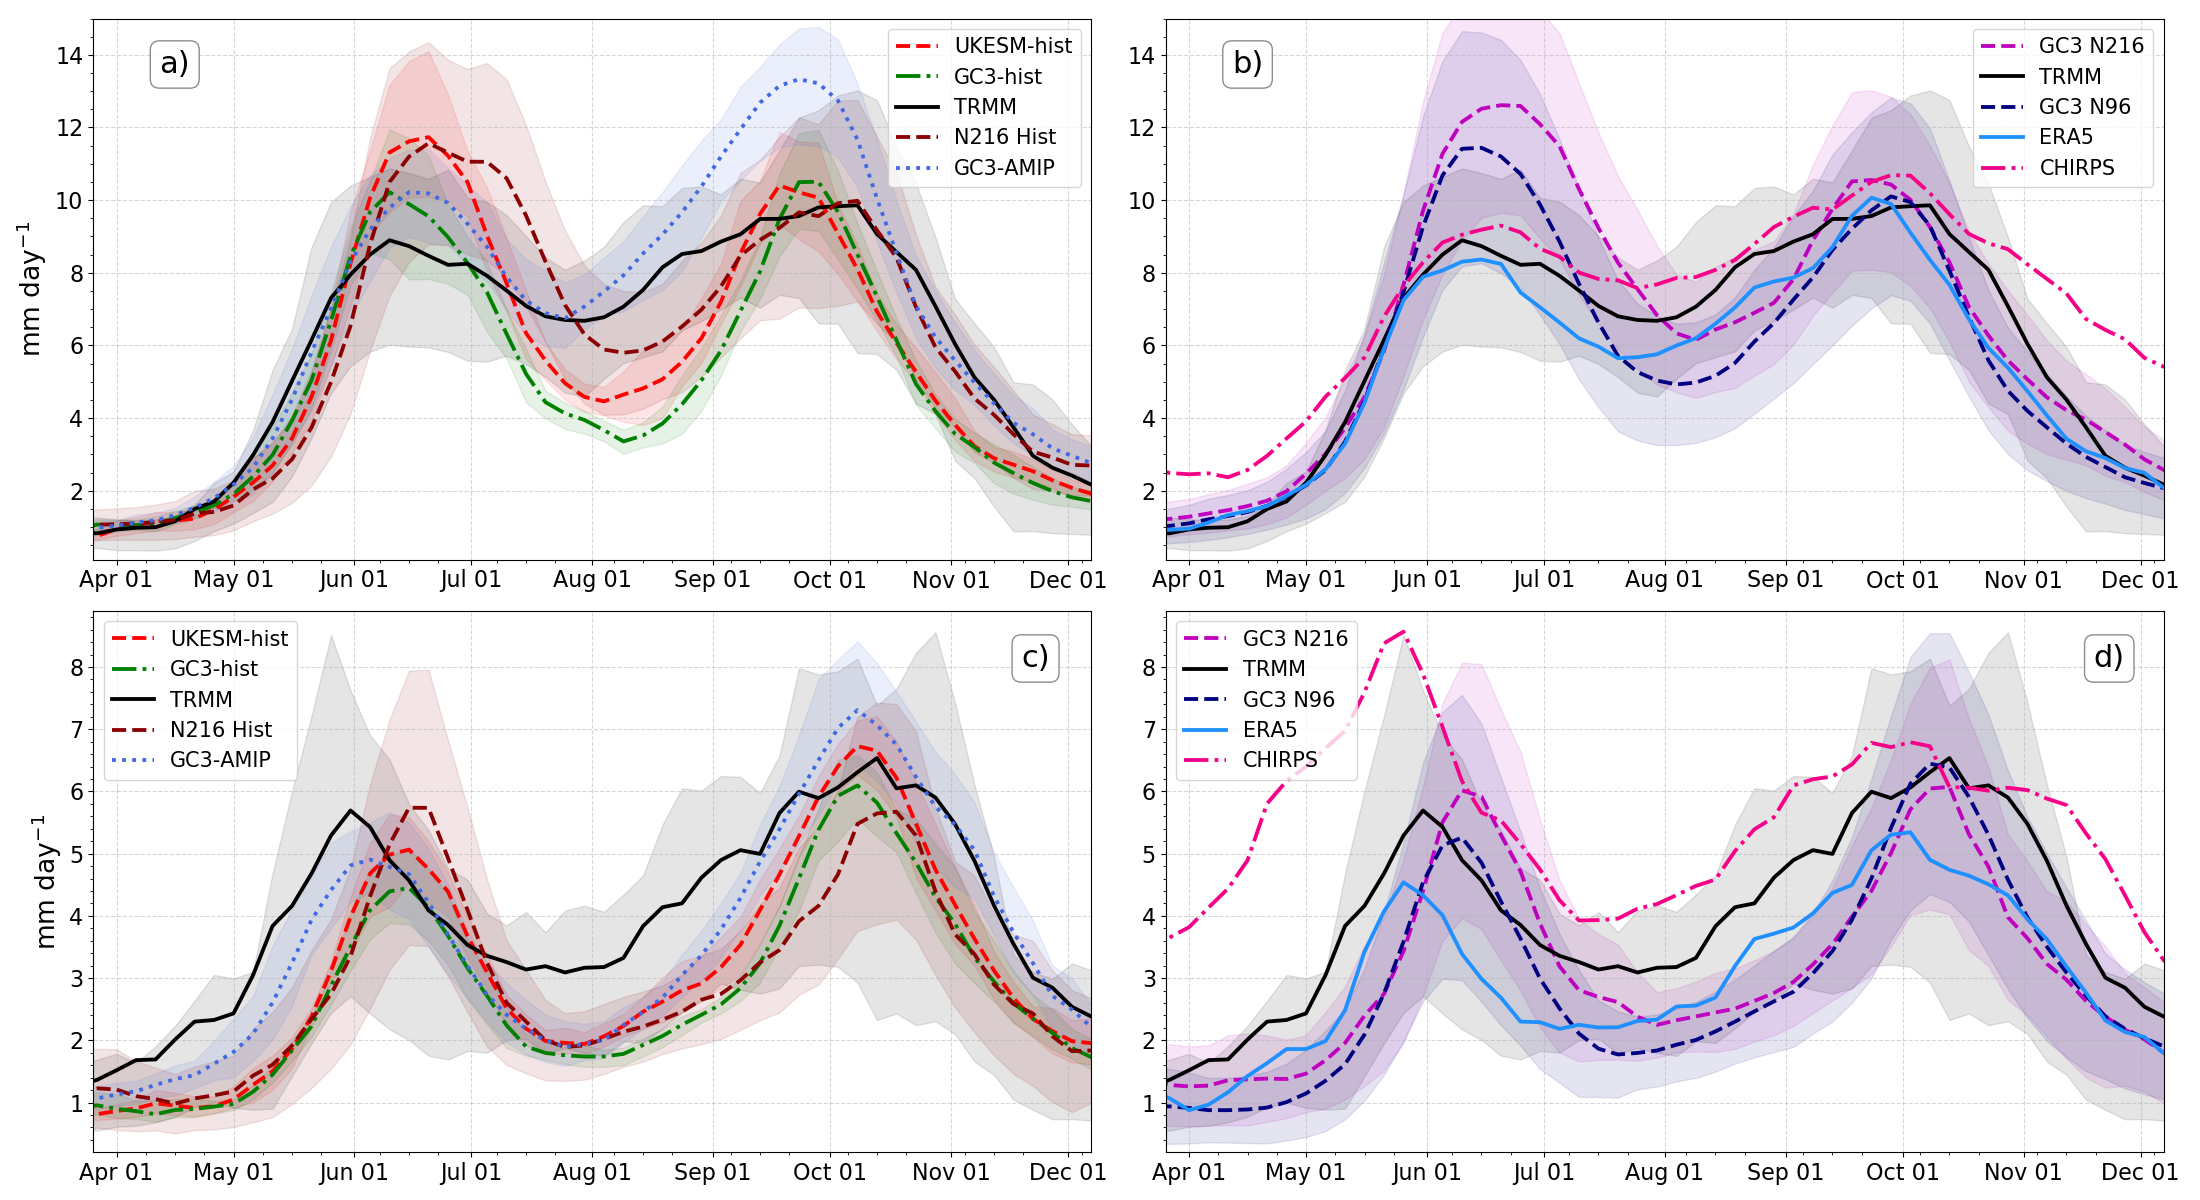 a)
UKESM-hist
GC3-hist
TRMM
N216 Hist
GC3-AMIP
mm day⁻¹
14
12
10
8
6
4
2
Apr 01 May 01 Jun 01 Jul 01 Aug 01 Sep 01 Oct 01 Nov 01 Dec 01
b)
GC3 N216
TRMM
GC3 N96
ERA5
CHIRPS
14
12
10
8
6
4
2
Apr 01 May 01 Jun 01 Jul 01 Aug 01 Sep 01 Oct 01 Nov 01 Dec 01
UKESM-hist
GC3-hist
TRMM
N216 Hist
GC3-AMIP
c)
mm day⁻¹
8
7
6
5
4
3
2
1
Apr 01 May 01 Jun 01 Jul 01 Aug 01 Sep 01 Oct 01 Nov 01 Dec 01
GC3 N216
TRMM
GC3 N96
ERA5
CHIRPS
d)
8
7
6
5
4
3
2
1
Apr 01 May 01 Jun 01 Jul 01 Aug 01 Sep 01 Oct 01 Nov 01 Dec 01